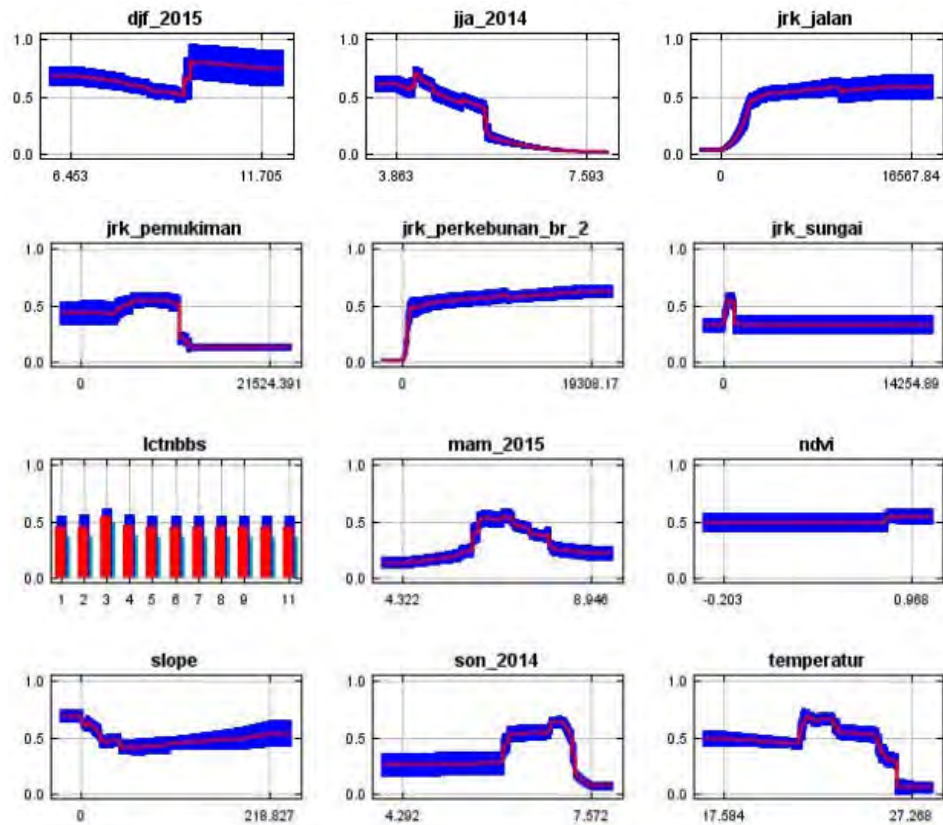 djf_2015 jja_2014 jrk_jalan
1.0 1.0 1.0
0.5 0.5 0.5
0.0 0.0 0.0
6.453 11.705 3.863 7.593 0 16567.84
jrk_pemukiman jrk_perkebunan_br_2 jrk_sungai
1.0 1.0 1.0
0.5 0.5 0.5
0.0 0.0 0.0
0 21524.391 0 19308.17 0 14254.89
lctnbbs mam_2015 ndvi
1.0 1.0 1.0
0.5 0.5 0.5
0.0 0.0 0.0
1 2 3 4 5 6 7 8 9 11 4.322 8.946 -0.203 0.968
slope son_2014 temperatur
1.0 1.0 1.0
0.5 0.5 0.5
0.0 0.0 0.0
0 218.827 4.292 7.572 17.584 27.268